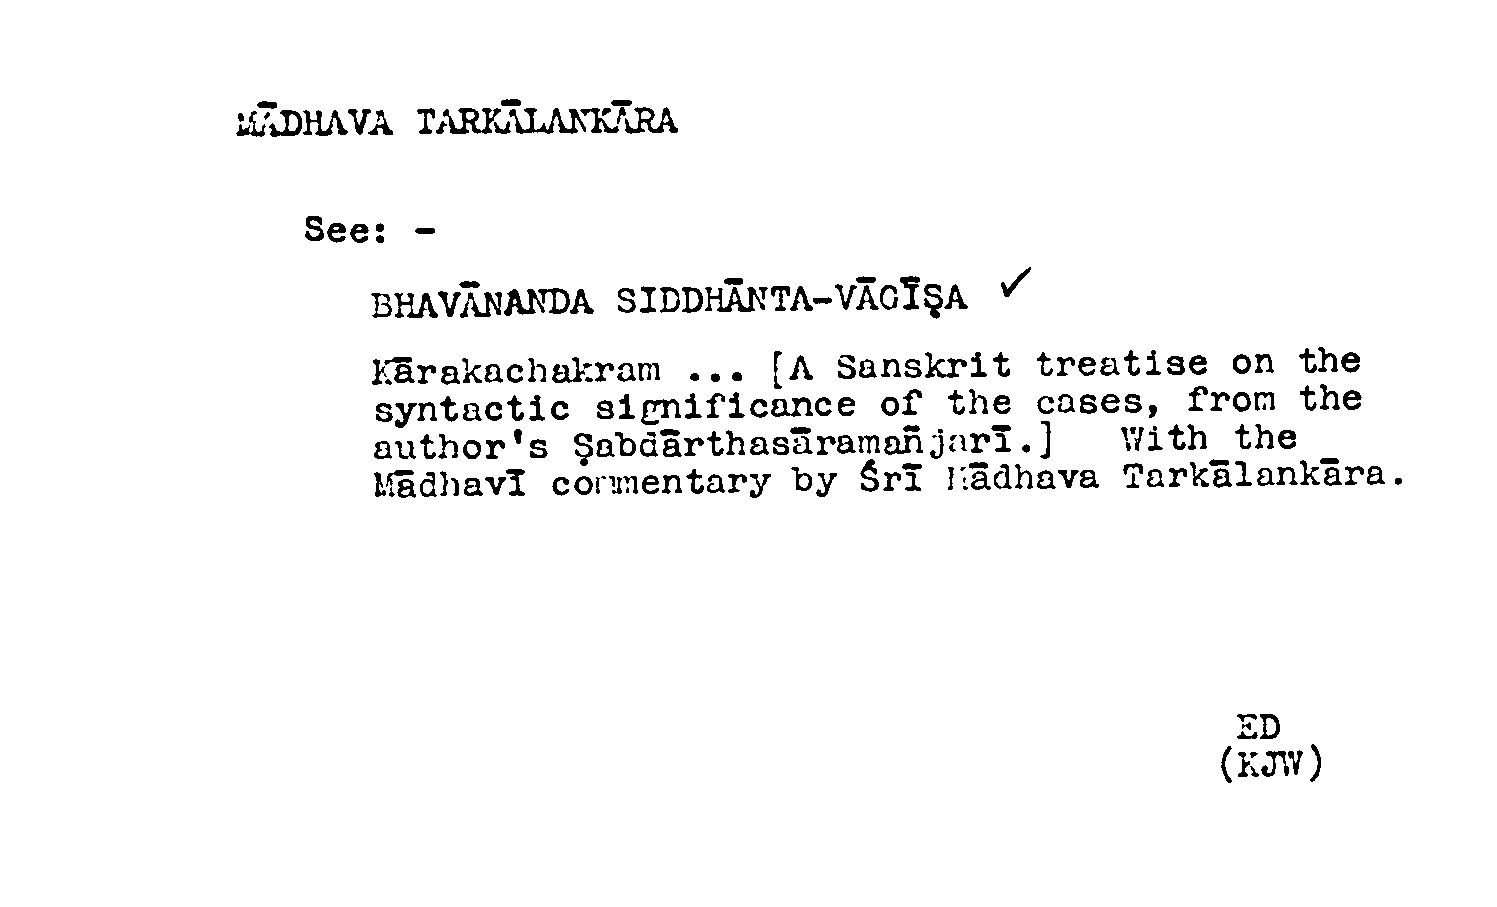 MĀDHAVA TARKĀLANKĀRA
See: -
BHAVĀNANDA SIDDHĀNTA-VĀGĪṢA ✓
Kārakachakram ... [A Sanskrit treatise on the
syntactic significance of the cases, from the
author's Ṣabdārthasāramañjarī.] With the
Mādhavī commentary by Śrī Mādhava Tarkālankāra.
ED
(KJW)